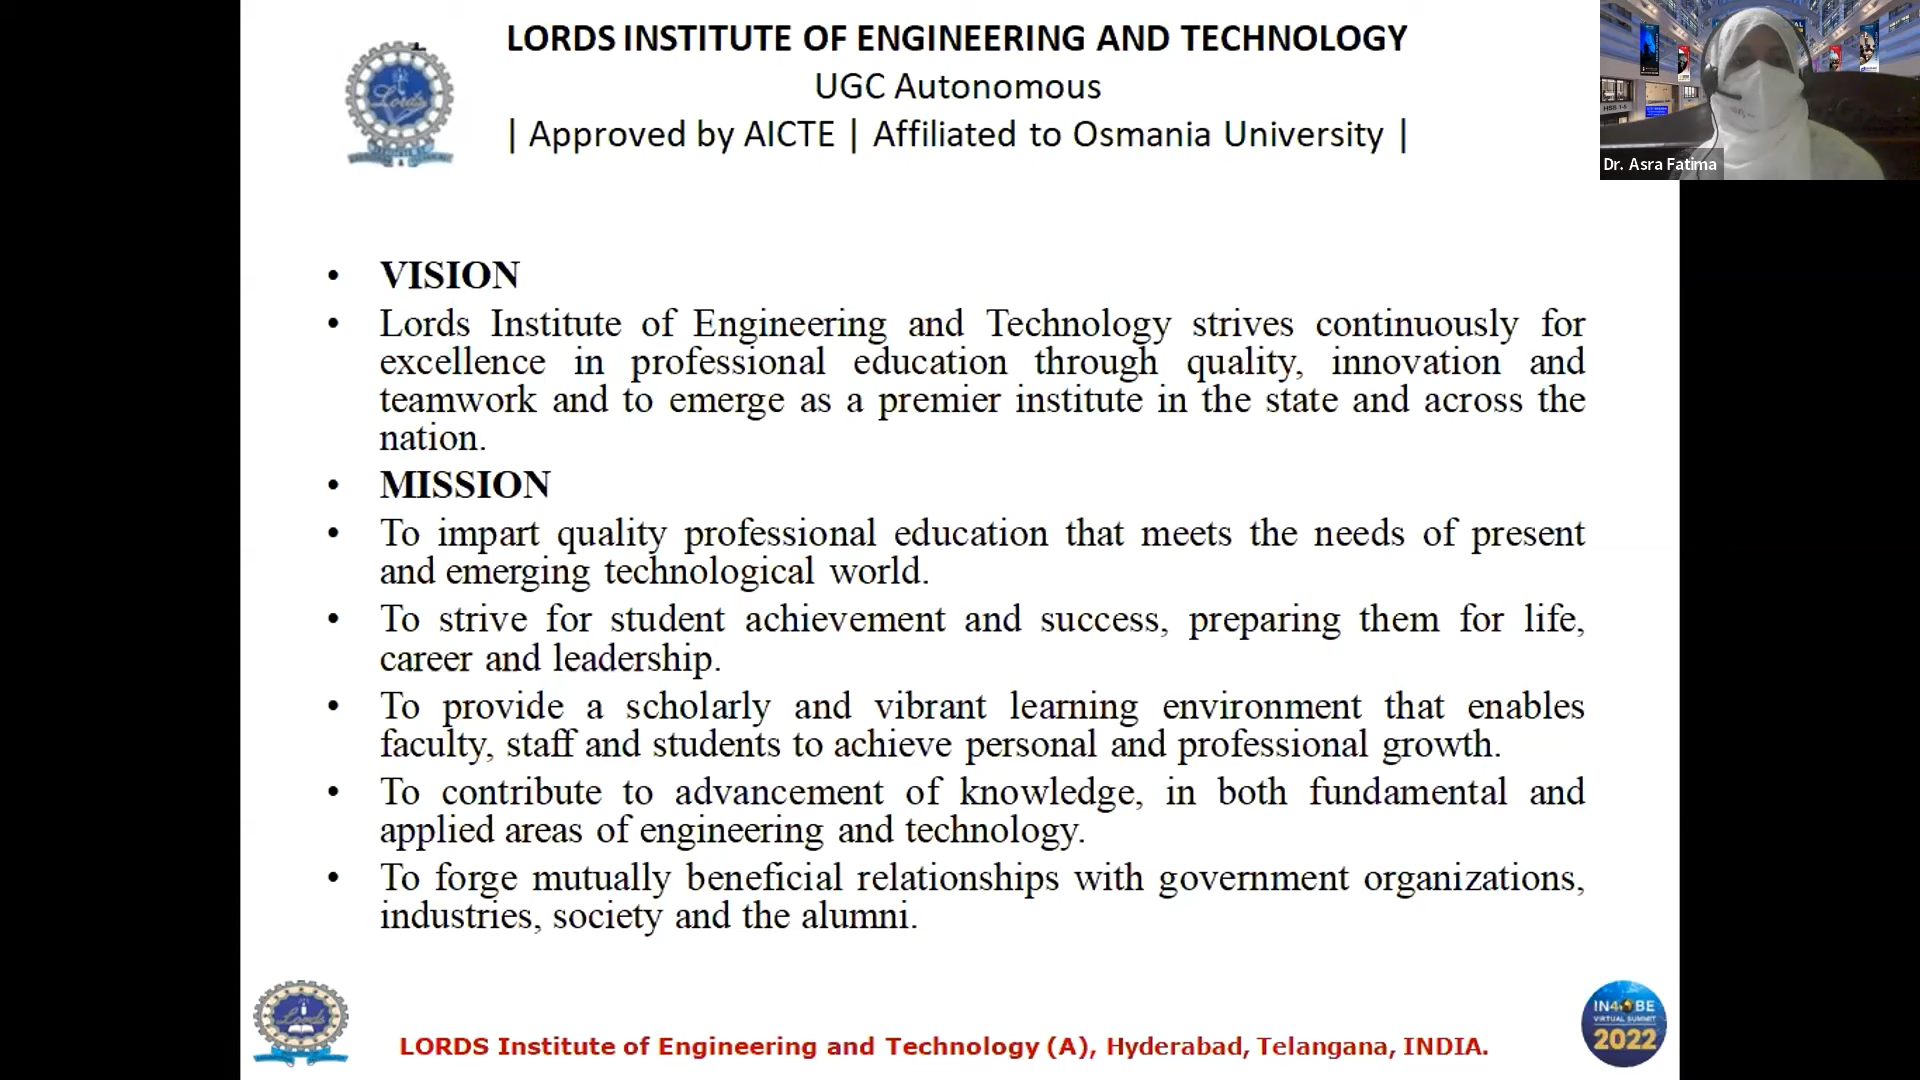 LORDS INSTITUTE OF ENGINEERING AND TECHNOLOGY
UGC Autonomous
| Approved by AICTE | Affiliated to Osmania University |
Lords
Dr. Asra Fatima
• VISION
• Lords Institute of Engineering and Technology strives continuously for
excellence in professional education through quality, innovation and
teamwork and to emerge as a premier institute in the state and across the
nation.
• MISSION
• To impart quality professional education that meets the needs of present
and emerging technological world.
• To strive for student achievement and success, preparing them for life,
career and leadership.
• To provide a scholarly and vibrant learning environment that enables
faculty, staff and students to achieve personal and professional growth.
• To contribute to advancement of knowledge, in both fundamental and
applied areas of engineering and technology.
• To forge mutually beneficial relationships with government organizations,
industries, society and the alumni.
Lords
LORDS Institute of Engineering and Technology (A), Hyderabad, Telangana, INDIA.
IN4OBE
VIRTUAL SUMMIT
2022